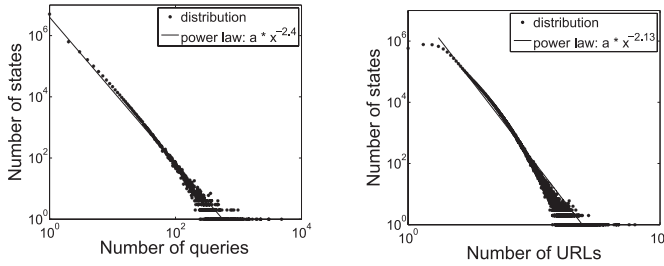 distribution
power law: a * x^-2.4
Number of states
10^6
10^4
10^2
10^0
10^0
10^2
10^4
Number of queries
distribution
power law: a * x^-2.13
Number of states
10^6
10^4
10^2
10^0
10^0
10
Number of URLs